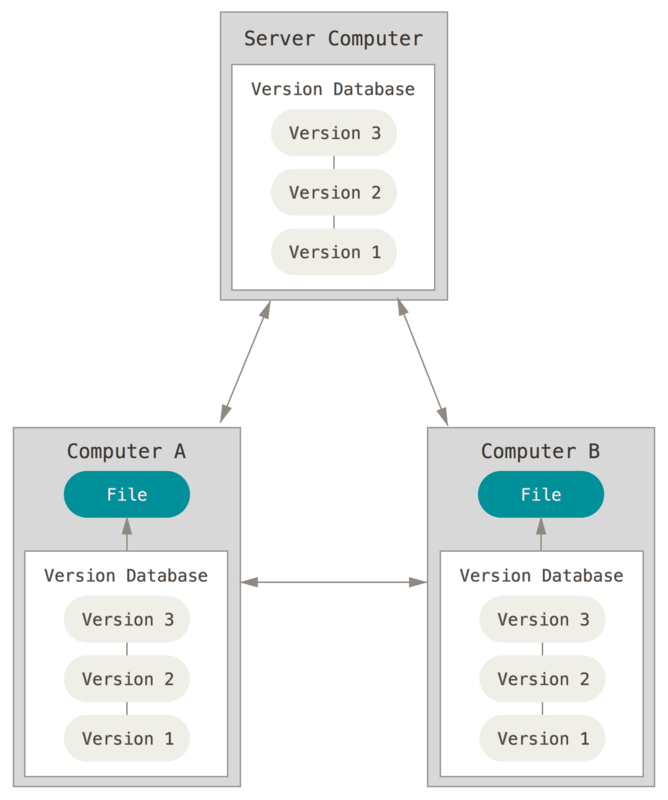 Server Computer
Version Database
Version 3
Version 2
Version 1
Computer A
File
Version Database
Version 3
Version 2
Version 1
Computer B
File
Version Database
Version 3
Version 2
Version 1